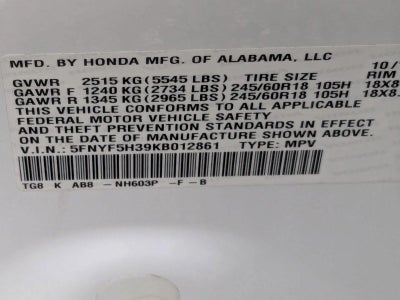 MFD. BY HONDA MFG. OF ALABAMA, LLC 10/
GVWR 2515 KG(5545 LBS) TIRE SIZE RIM
GAWR F 1240 KG(2734 LBS) 245/60R18 105H 18X8
GAWR R 1345 KG(2965 LBS) 245/60R18 105H 18X8.
THIS VEHICLE CONFORMS TO ALL APPLICABLE
FEDERAL MOTOR VEHICLE SAFETY
AND THEFT PREVENTION STANDARDS IN EFFECT
ON THE DATE OF MANUFACTURE SHOWN ABOVE.
V.I.N.: 5FNYF5H39KB012861 TYPE: MPV
TG8 K AB8 -NH603P -F-B